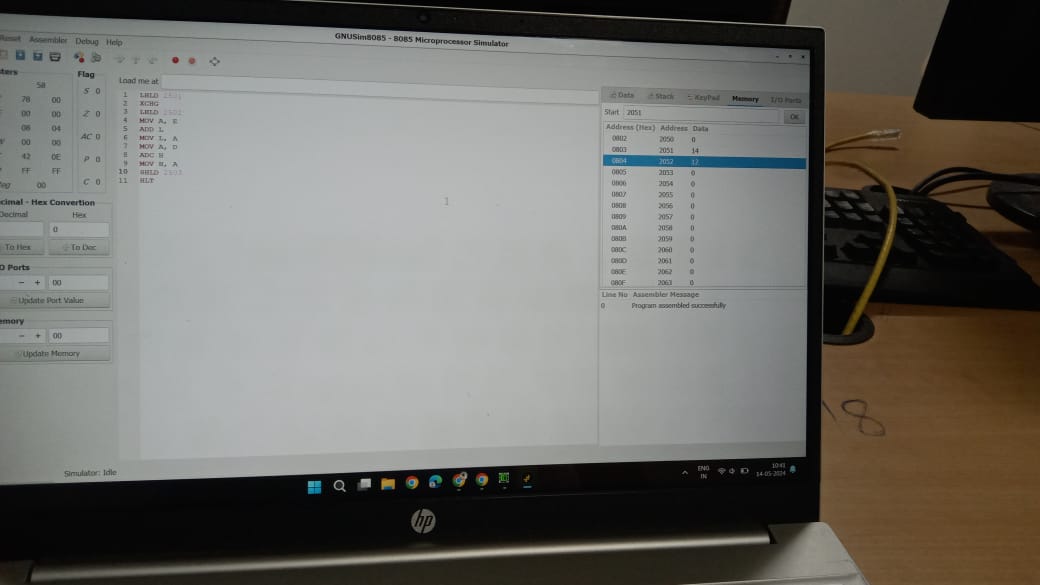 GNUSim8085 - 8085 Microprocessor Simulator
Reset Assembler Debug Help
Load me at
Flag
58
S 0
78 00
00 00
Z 0
08 04
AC 0
00 00
42 0E
P 0
FF FF
00
C 0
Decimal - Hex Convertion
Decimal Hex
0
To Hex To Dec
I/O Ports
- + 00
Update Port Value
Memory
- + 00
Update Memory
Simulator: Idle
1 LHLD
2 XCHG
3 LHLD
4 MOV A, E
5 ADD L
6 MOV L, A
7 MOV A, D
8 ADC H
9 MOV H, A
10 SHLD
11 HLT
Data Stack KeyPad Memory I/O Ports
Start 2051 OK
Address (Hex) Address Data
0802 2050 0
0803 2051 14
0804 2052 12
0805 2053 0
0806 2054 0
0807 2055 0
0808 2056 0
0809 2057 0
080A 2058 0
080B 2059 0
080C 2060 0
080D 2061 0
080E 2062 0
080F 2063 0
Line No Assembler Message
0 Program assembled successfully
ENG
IN
10:41
14-05-2024
hp
18